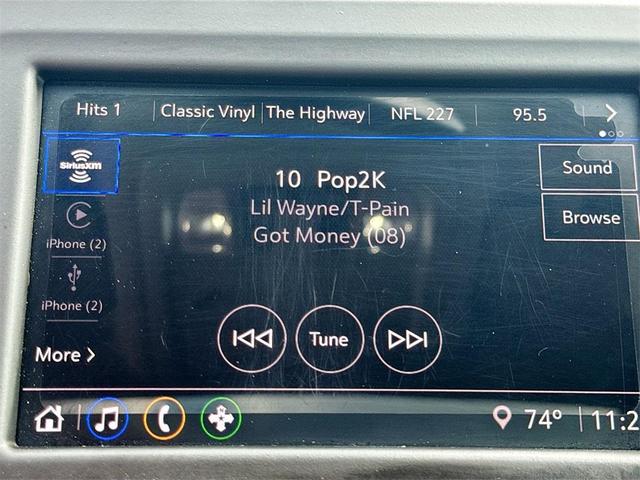 Hits 1 Classic Vinyl The Highway NFL 227 95.5
SiriusXM
10 Pop2K
Sound
Lil Wayne/T-Pain
Browse
Got Money (08)
iPhone (2)
iPhone (2)
Tune
More
74°
11:2